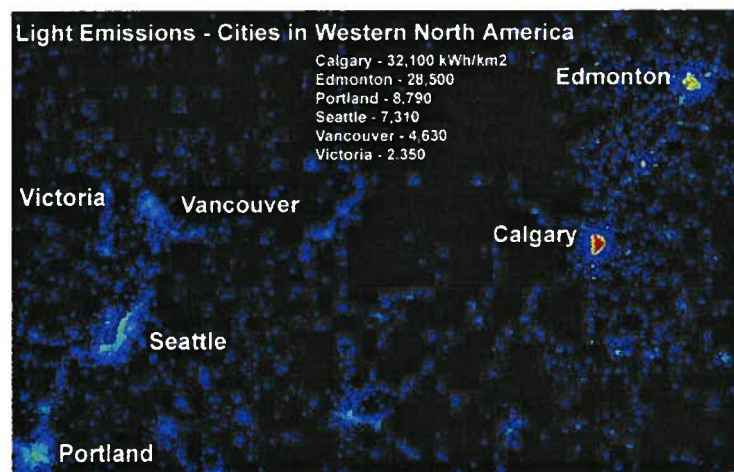 Light Emissions - Cities in Western North America
Calgary - 32,100 kWh/km2
Edmonton - 28,500
Portland - 8,790
Seattle - 7,310
Vancouver - 4,630
Victoria - 2,350
Edmonton
Victoria
Vancouver
Calgary
Seattle
Portland